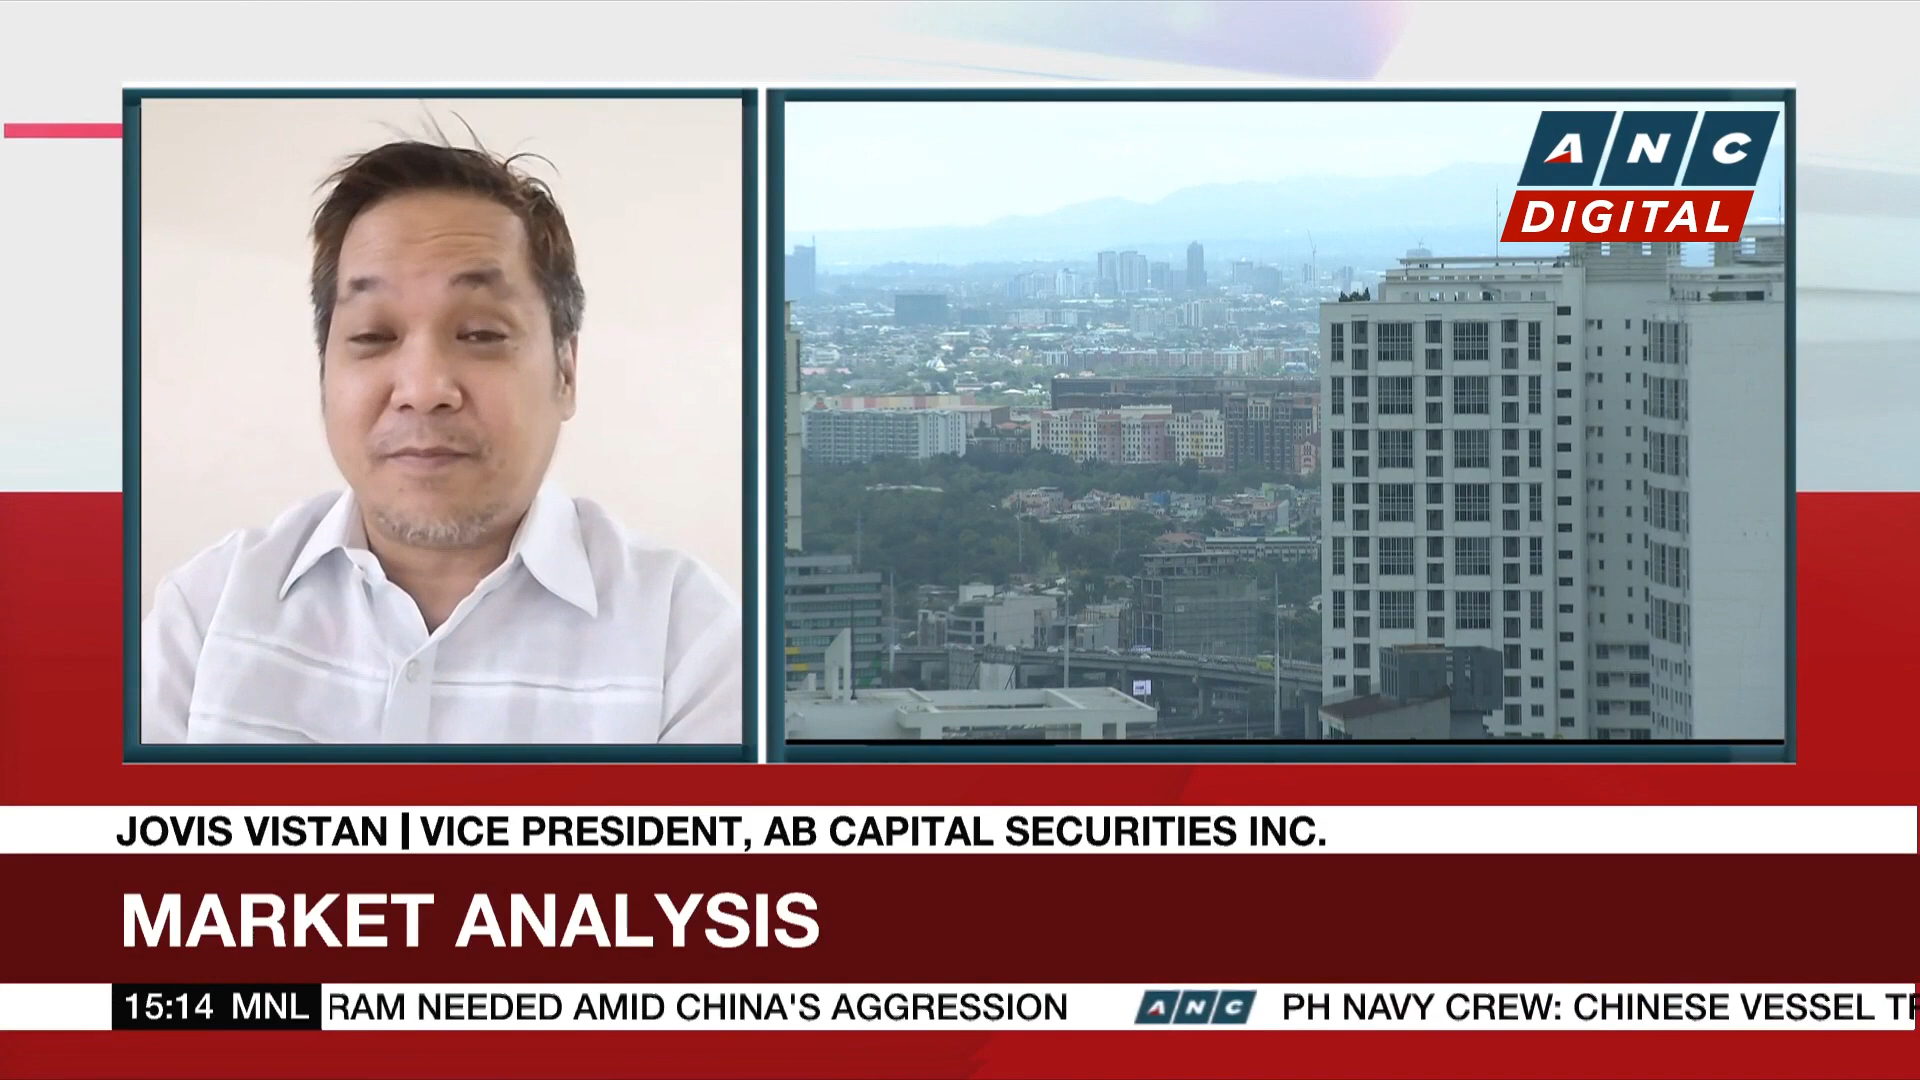 ANC
DIGITAL
JOVIS VISTAN | VICE PRESIDENT, AB CAPITAL SECURITIES INC.
MARKET ANALYSIS
15:14 MNL RAM NEEDED AMID CHINA'S AGGRESSION ANC PH NAVY CREW: CHINESE VESSEL